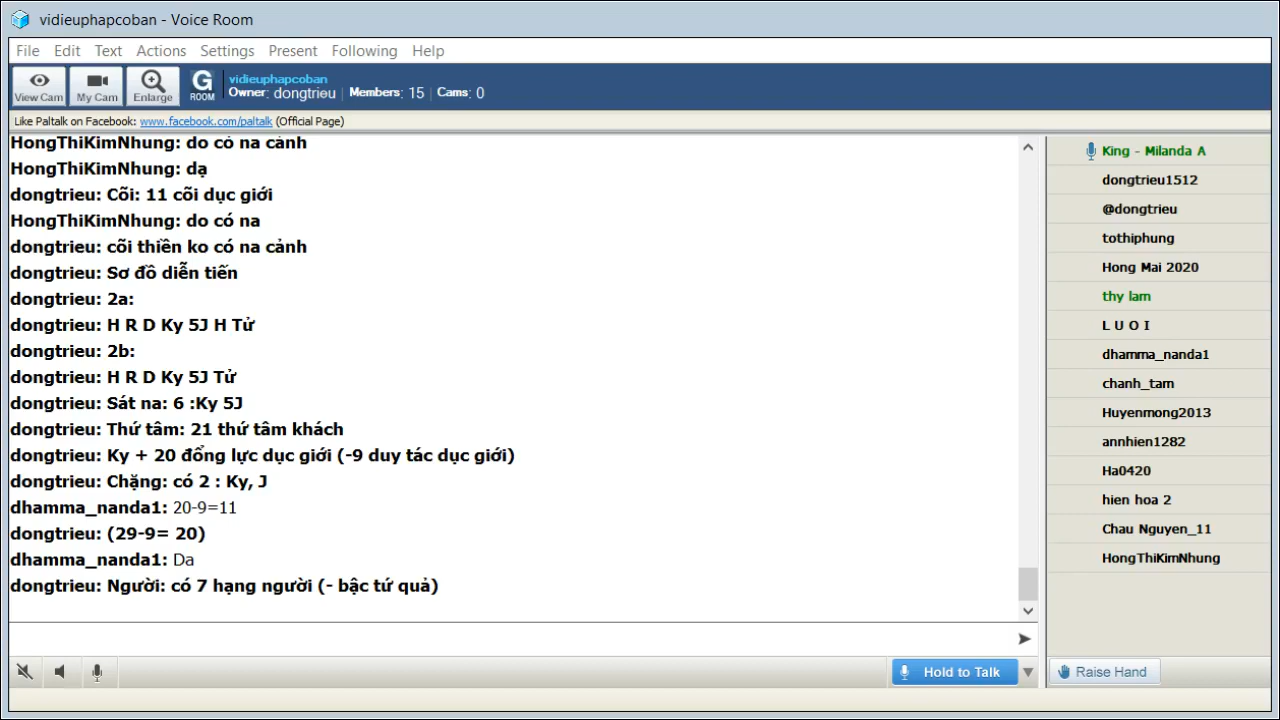 vidieuphapcoban - Voice Room
File Edit Text Actions Settings Present Following Help
View Cam
My Cam
Enlarge
G ROOM
vidieuphapcoban
Owner: dongtrieu | Members: 15 | Cams: 0
Like Paltalk on Facebook: www.facebook.com/paltalk (Official Page)
HongThiKimNhung: do có na cảnh
HongThiKimNhung: dạ
dongtrieu: Cõi: 11 cõi dục giới
HongThiKimNhung: do có na
dongtrieu: cõi thiền ko có na cảnh
dongtrieu: Sơ đồ diễn tiến
dongtrieu: 2a:
dongtrieu: H R D Ky 5J H Tử
dongtrieu: 2b:
dongtrieu: H R D Ky 5J Tử
dongtrieu: Sát na: 6 :Ky 5J
dongtrieu: Thứ tâm: 21 thứ tâm khách
dongtrieu: Ky + 20 đổng lực dục giới (-9 duy tác dục giới)
dongtrieu: Chặng: có 2 : Ky, J
dhamma_nanda1: 20-9=11
dongtrieu: (29-9= 20)
dhamma_nanda1: Da
dongtrieu: Người: có 7 hạng người (- bậc tứ quả)
King - Milanda A
dongtrieu1512
@dongtrieu
tothiphung
Hong Mai 2020
thy lam
L U O I
dhamma_nanda1
chanh_tam
Huyenmong2013
annhien1282
Ha0420
hien hoa 2
Chau Nguyen_11
HongThiKimNhung
Hold to Talk
Raise Hand